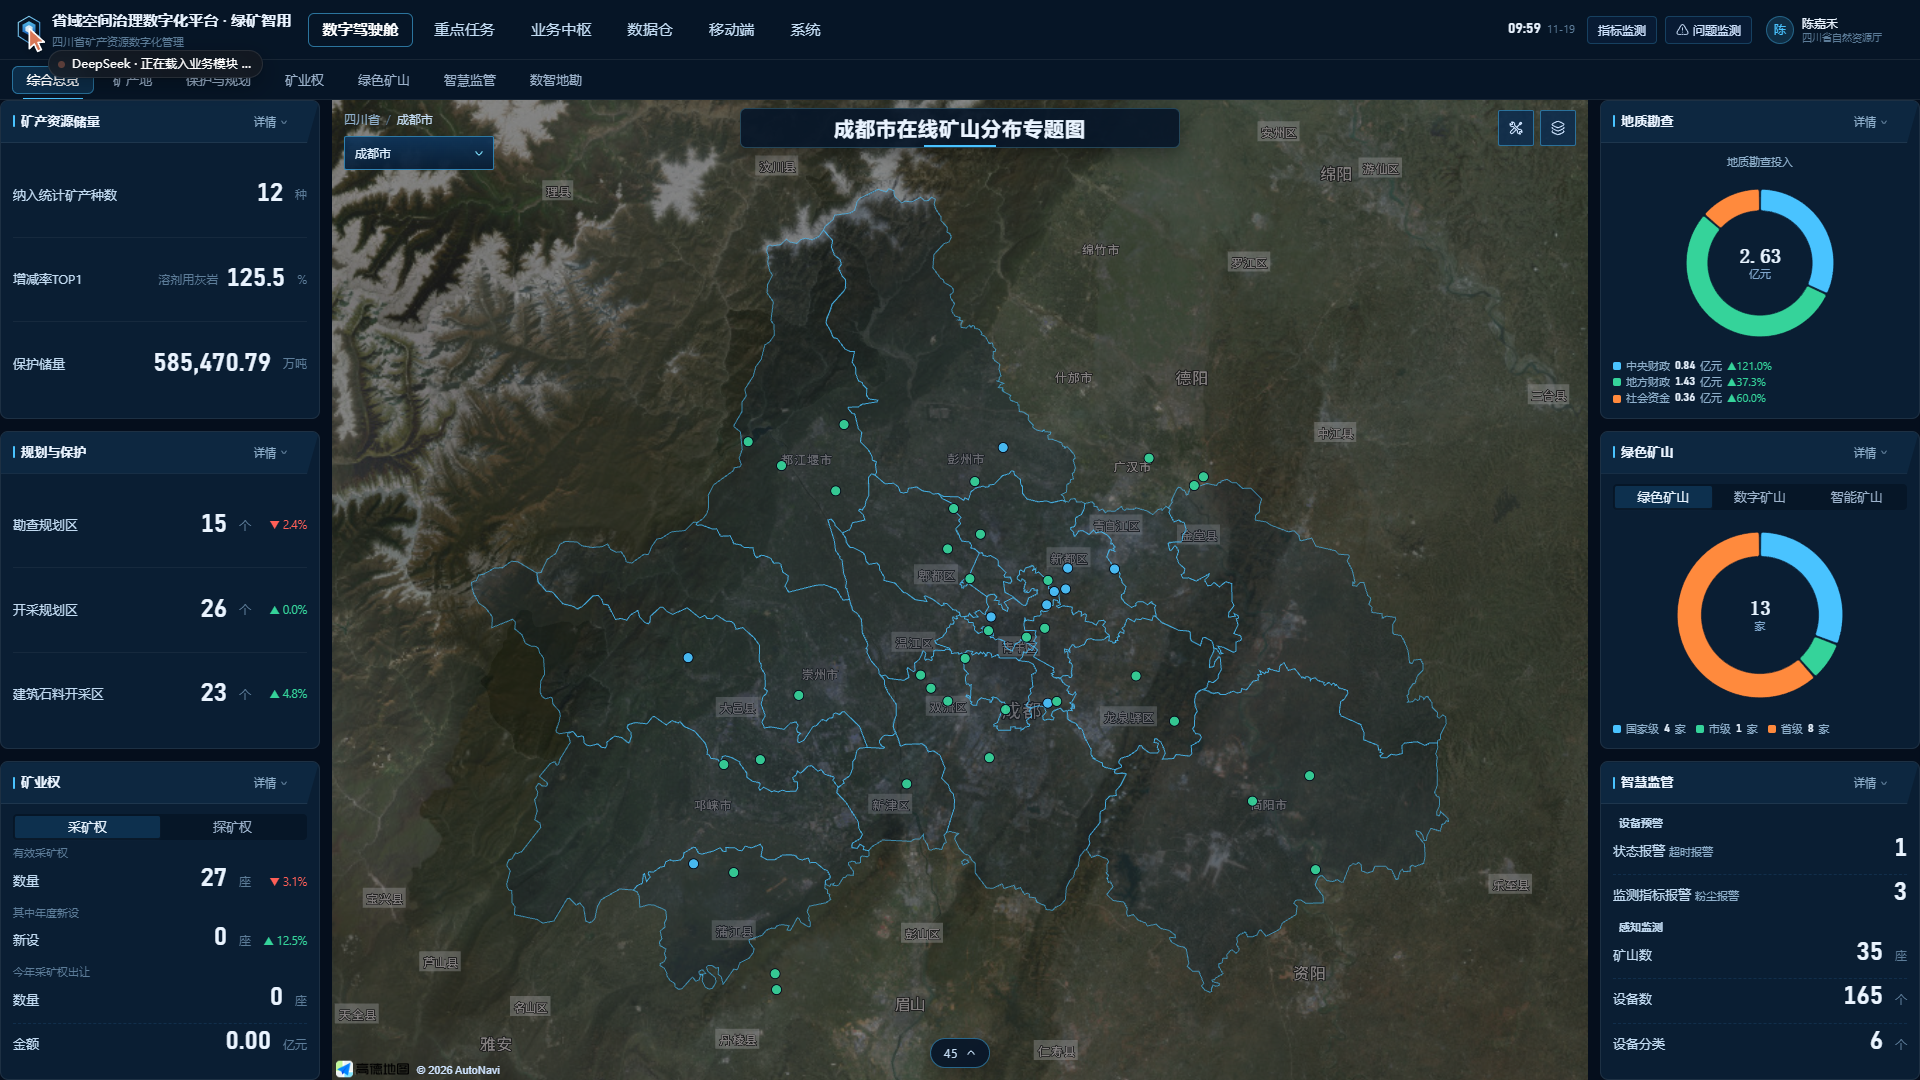 省域空间治理数字化平台 · 绿矿智用
四川省矿产资源数字化管理
数字驾驶舱
重点任务
业务中枢
数据仓
移动端
系统
09:59 11-19
指标监测
问题监测
陈
陈嘉禾
四川省自然资源厅
DeepSeek · 正在载入业务模块 ...
综合总览
矿产地
保护与规划
矿业权
绿色矿山
智慧监管
数智地勘
矿产资源储量
详情
纳入统计矿产种数
12 种
增减率TOP1
溶剂用灰岩 125.5 %
保护储量
585,470.79 万吨
规划与保护
详情
勘查规划区
15 个 ▼2.4%
开采规划区
26 个 ▲0.0%
建筑石料开采区
23 个 ▲4.8%
矿业权
详情
采矿权
探矿权
有效采矿权
数量
27 座 ▼3.1%
其中年度新设
新设
0 座 ▲12.5%
今年采矿权出让
数量
0 座
金额
0.00 亿元
四川省 / 成都市
成都市
成都市在线矿山分布专题图
安州区
汶川县
绵阳
游仙区
理县
绵竹市
罗江区
什邡市
德阳
三台县
中江县
都江堰市
彭州市
广汉市
青白江区
金堂县
新都区
郫都区
温江区
青羊区
崇州市
大邑县
双流区
成都
龙泉驿区
邛崃市
新津区
简阳市
宝兴县
乐至县
蒲江县
彭山区
芦山县
资阳
名山区
眉山
天全县
雅安
丹棱县
仁寿县
45
高德地图 © 2026 AutoNavi
地质勘查
详情
地质勘查投入
2.63
亿元
中央财政 0.84 亿元 ▲121.0%
地方财政 1.43 亿元 ▲37.3%
社会资金 0.36 亿元 ▲60.0%
绿色矿山
详情
绿色矿山
数字矿山
智能矿山
13
家
国家级 4 家 市级 1 家 省级 8 家
智慧监管
详情
设备预警
状态报警 超时报警
1
监测指标报警 粉尘报警
3
感知监测
矿山数
35 座
设备数
165 个
设备分类
6 个